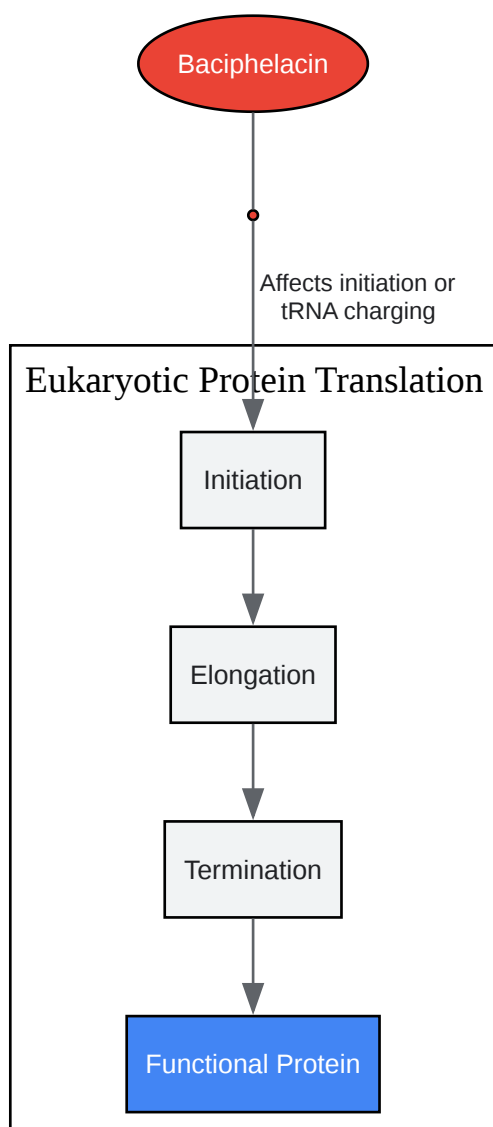 Baciphelacin
Affects initiation or
tRNA charging
Eukaryotic Protein Translation
Initiation
Elongation
Termination
Functional Protein